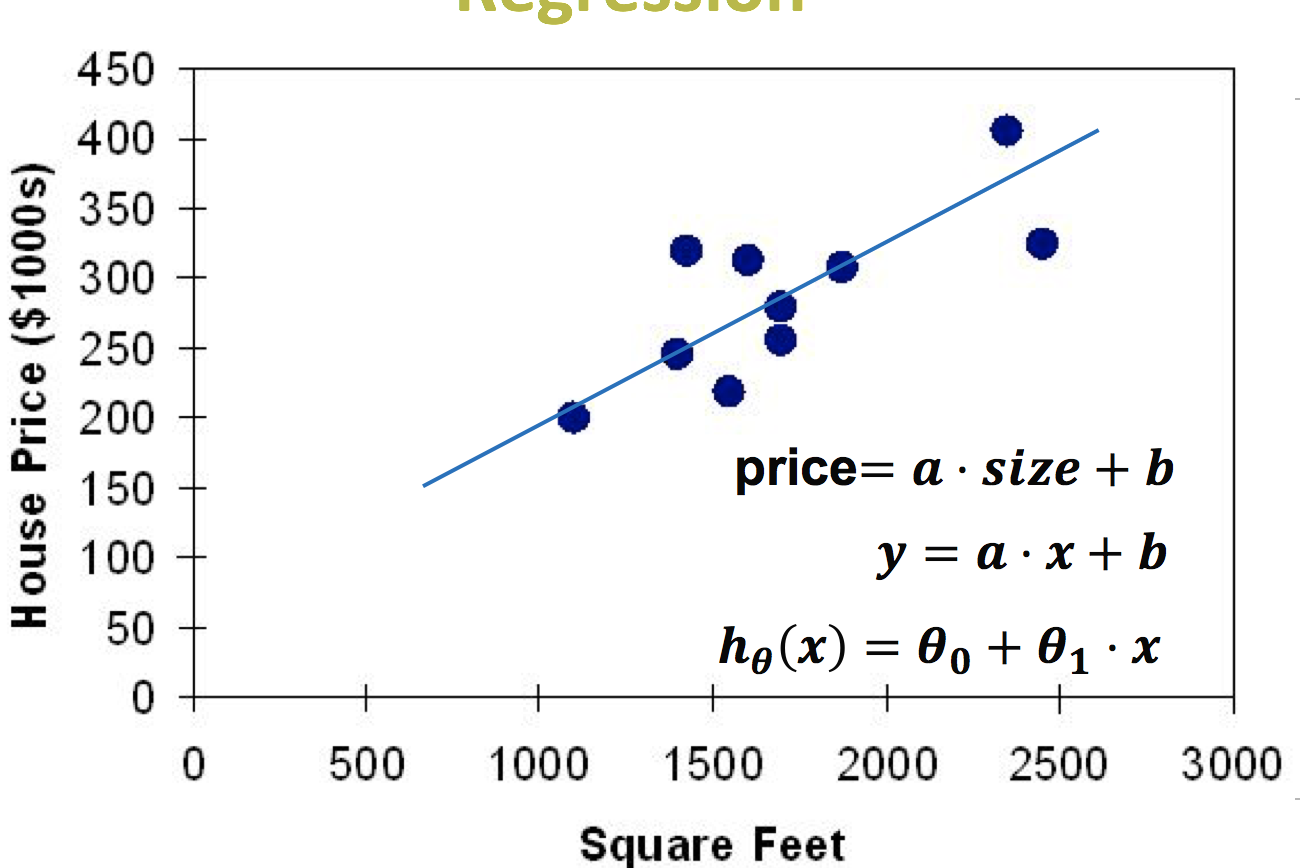 Regression
450
400
350
300
250
200
150
100
50
0
House Price ($1000s)
price= a · size + b
y = a · x + b
hθ(x) = θ0 + θ1 · x
0 500 1000 1500 2000 2500 3000
Square Feet